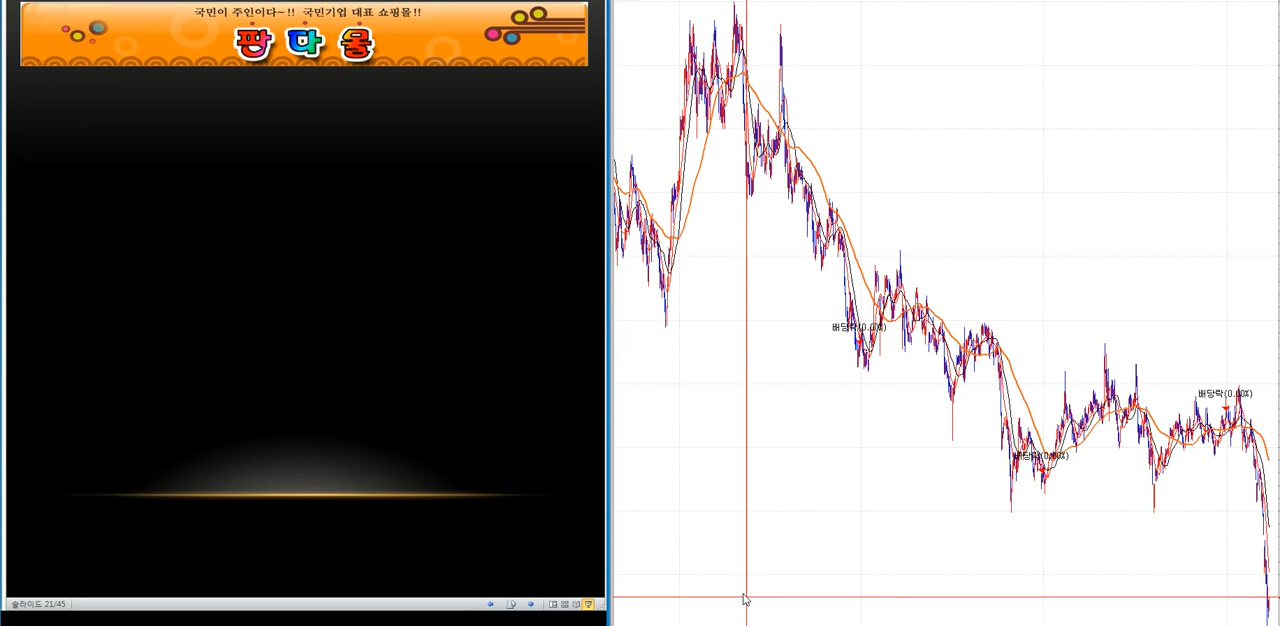 국민이 주인이다~!! 국민기업 대표 쇼핑몰!!
판다몰
슬라이드 21/45
배당락(0.00%)
배당락(0.00%)
배당락(0.00%)